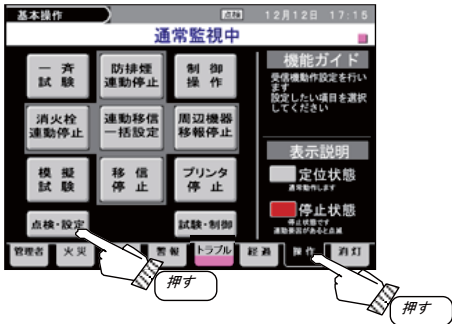 基本操作
点検
12月12日 17:15
通常監視中
一斉
試験
防排煙
連動停止
制御
操作
消火栓
連動停止
連動移信
一括設定
周辺機器
移報停止
模擬
試験
移信
停止
プリンタ
停止
点検・設定
試験・制御
機能ガイド
受信機動作設定を行い
ます
設定したい項目を選択
してください
表示説明
定位状態
通常動作します
停止状態
停止状態です
連動要因があると点滅
管理者
火災
警報
トラブル
経過
操作
消灯
押す
押す